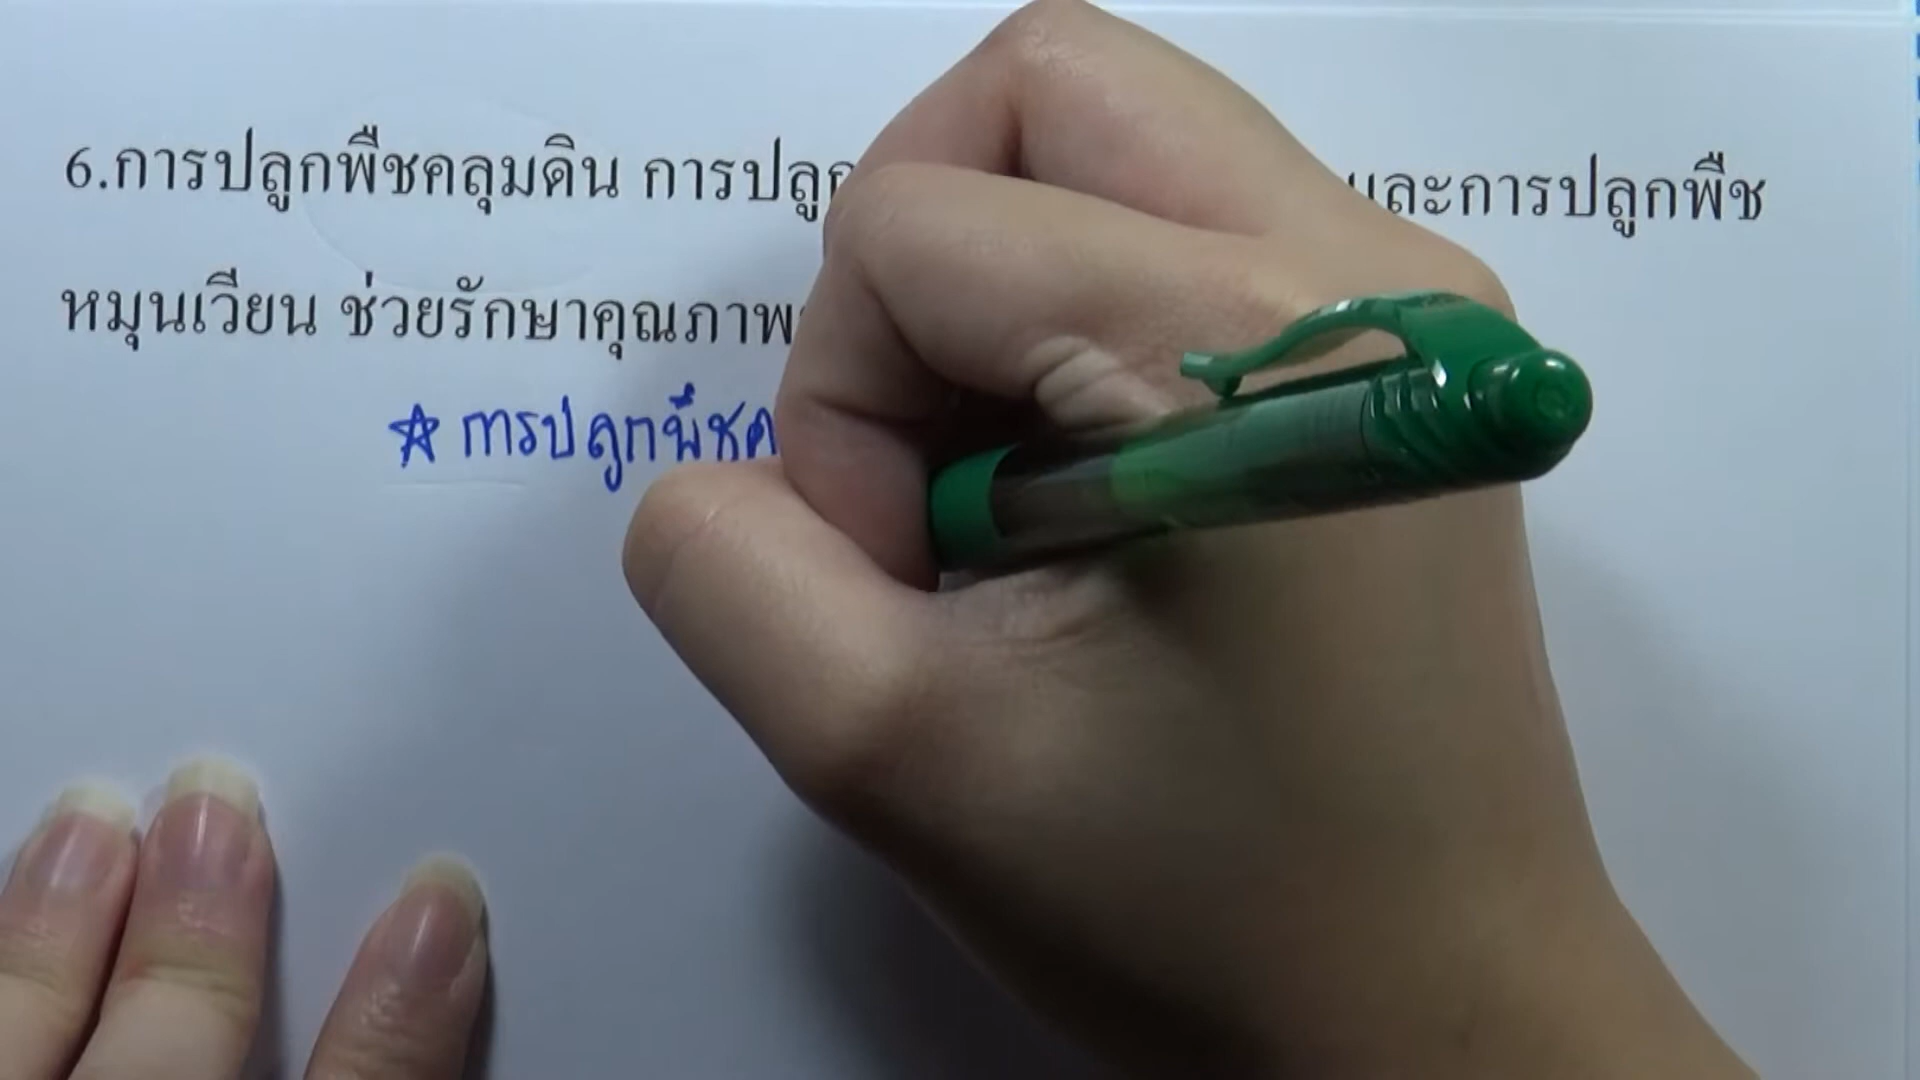 6.การปลูกพืชคลุมดิน การปลูก และการปลูกพืช
หมุนเวียน ช่วยรักษาคุณภาพ
☆ การปลูกพืชค